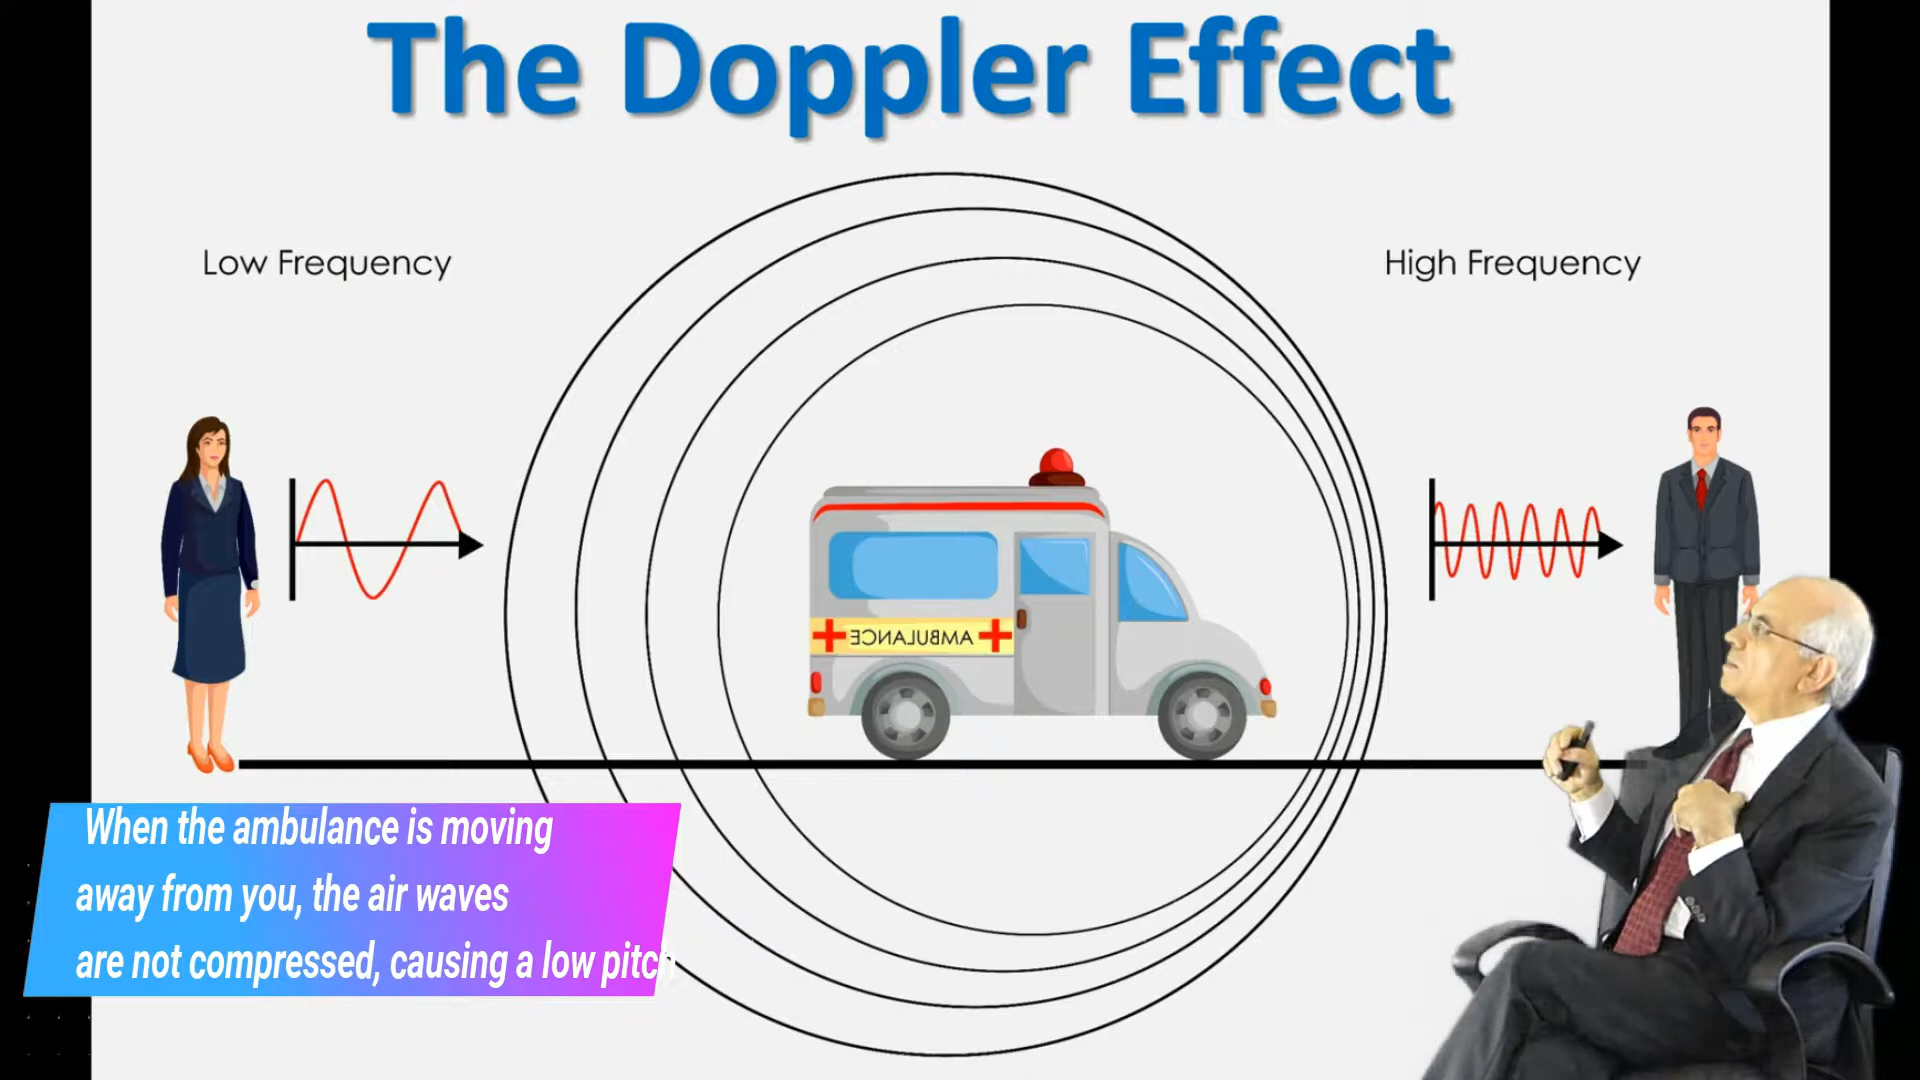 The Doppler Effect
Low Frequency
High Frequency
AMBULANCE
When the ambulance is moving
away from you, the air waves
are not compressed, causing a low pitch